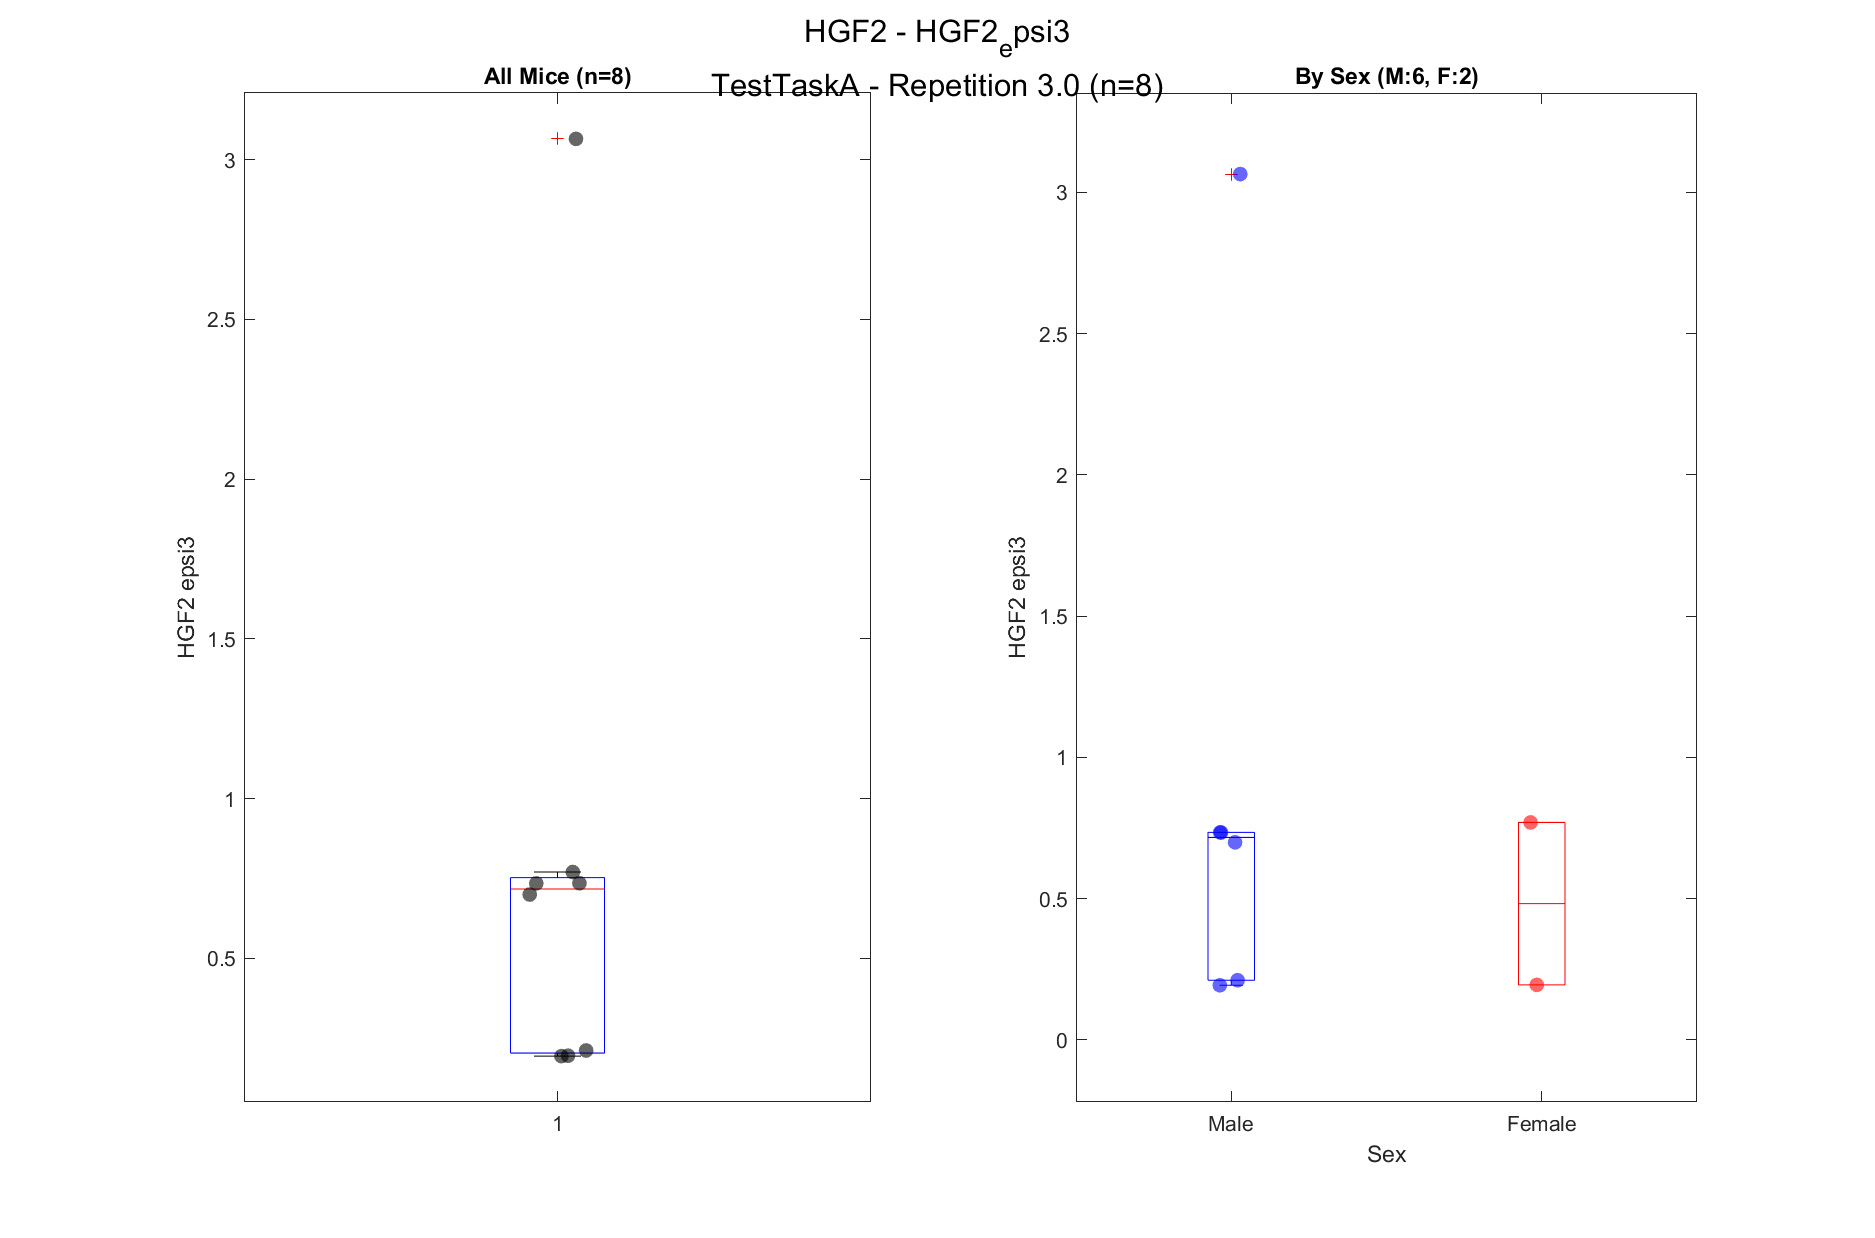 HGF2 - HGF2epsi3
TestTaskA - Repetition 3.0 (n=8)
All Mice (n=8)
HGF2 epsi3
3
2.5
2
1.5
1
0.5
1
By Sex (M:6, F:2)
HGF2 epsi3
3
2.5
2
1.5
1
0.5
0
Male Female
Sex